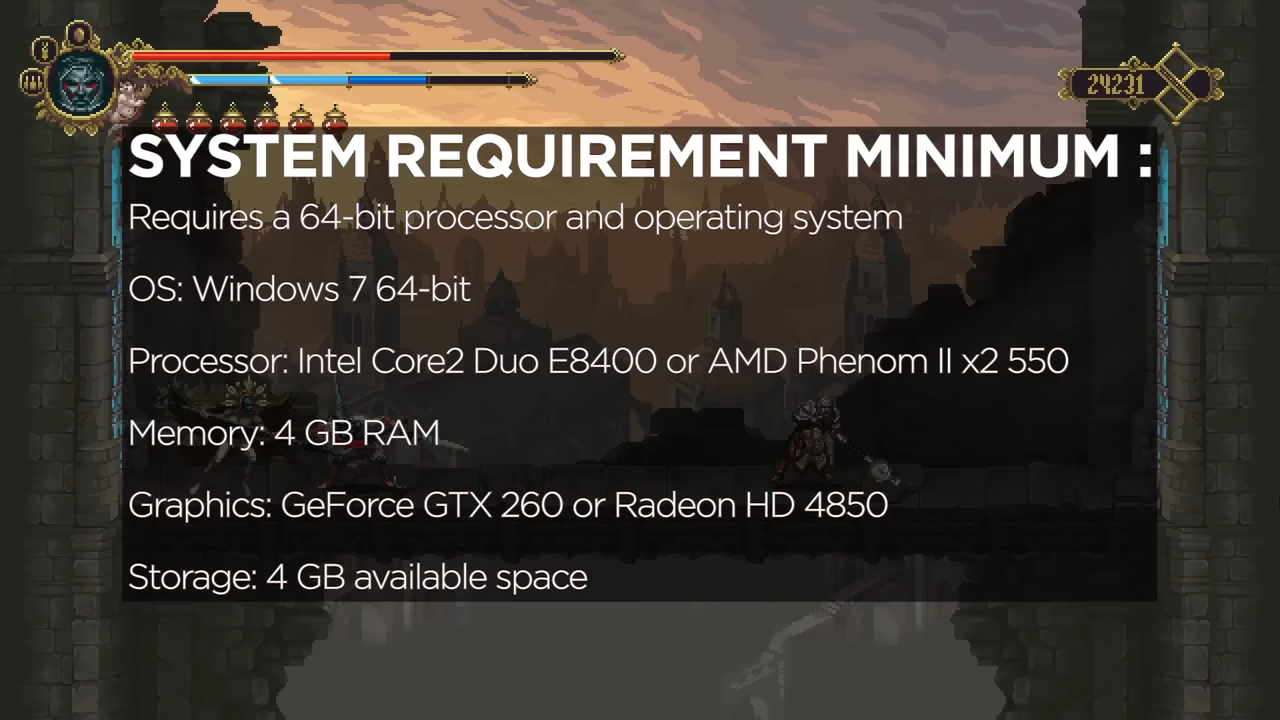 24231
SYSTEM REQUIREMENT MINIMUM :
Requires a 64-bit processor and operating system
OS: Windows 7 64-bit
Processor: Intel Core2 Duo E8400 or AMD Phenom II x2 550
Memory: 4 GB RAM
Graphics: GeForce GTX 260 or Radeon HD 4850
Storage: 4 GB available space